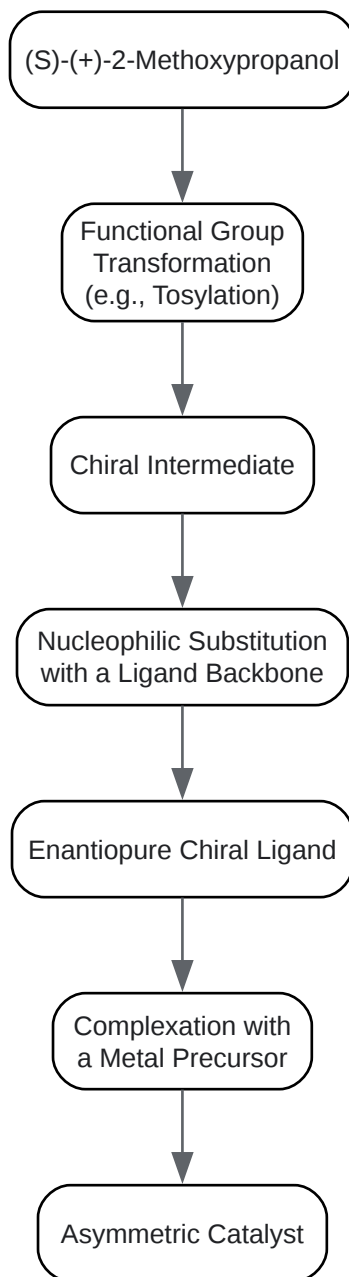 (S)-(+)-2-Methoxypropanol
Functional Group
Transformation
(e.g., Tosylation)
Chiral Intermediate
Nucleophilic Substitution
with a Ligand Backbone
Enantiopure Chiral Ligand
Complexation with
a Metal Precursor
Asymmetric Catalyst